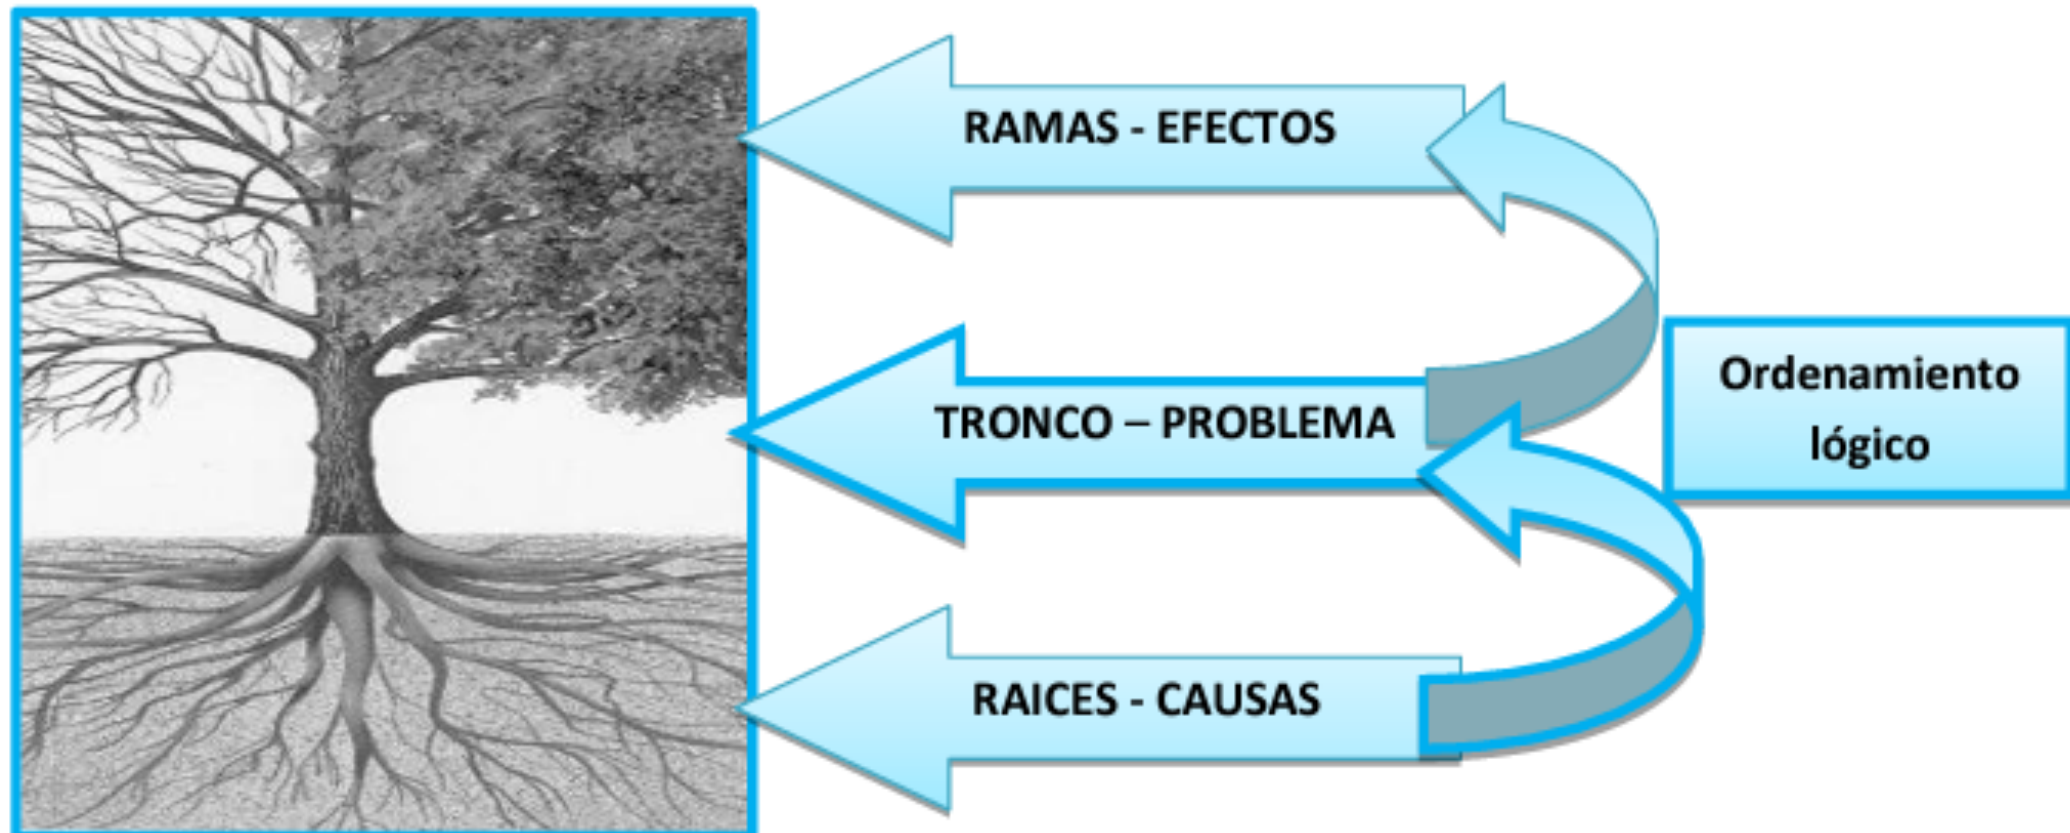 RAMAS - EFECTOS
TRONCO – PROBLEMA
Ordenamiento
lógico
RAICES - CAUSAS